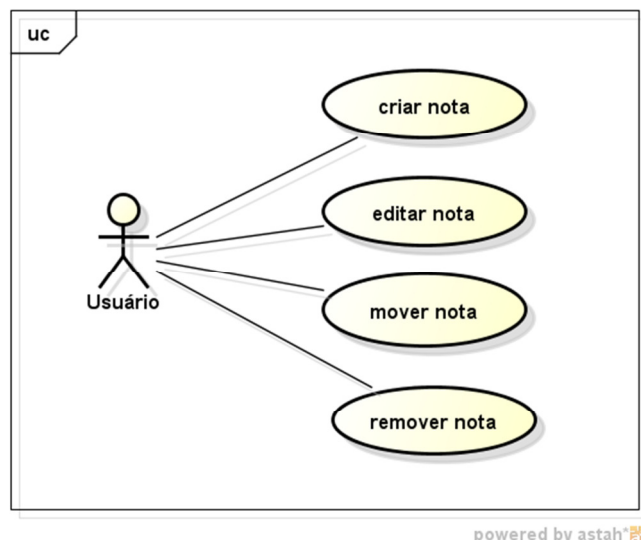 uc
criar nota
editar nota
Usuário
mover nota
remover nota
powered by astah*